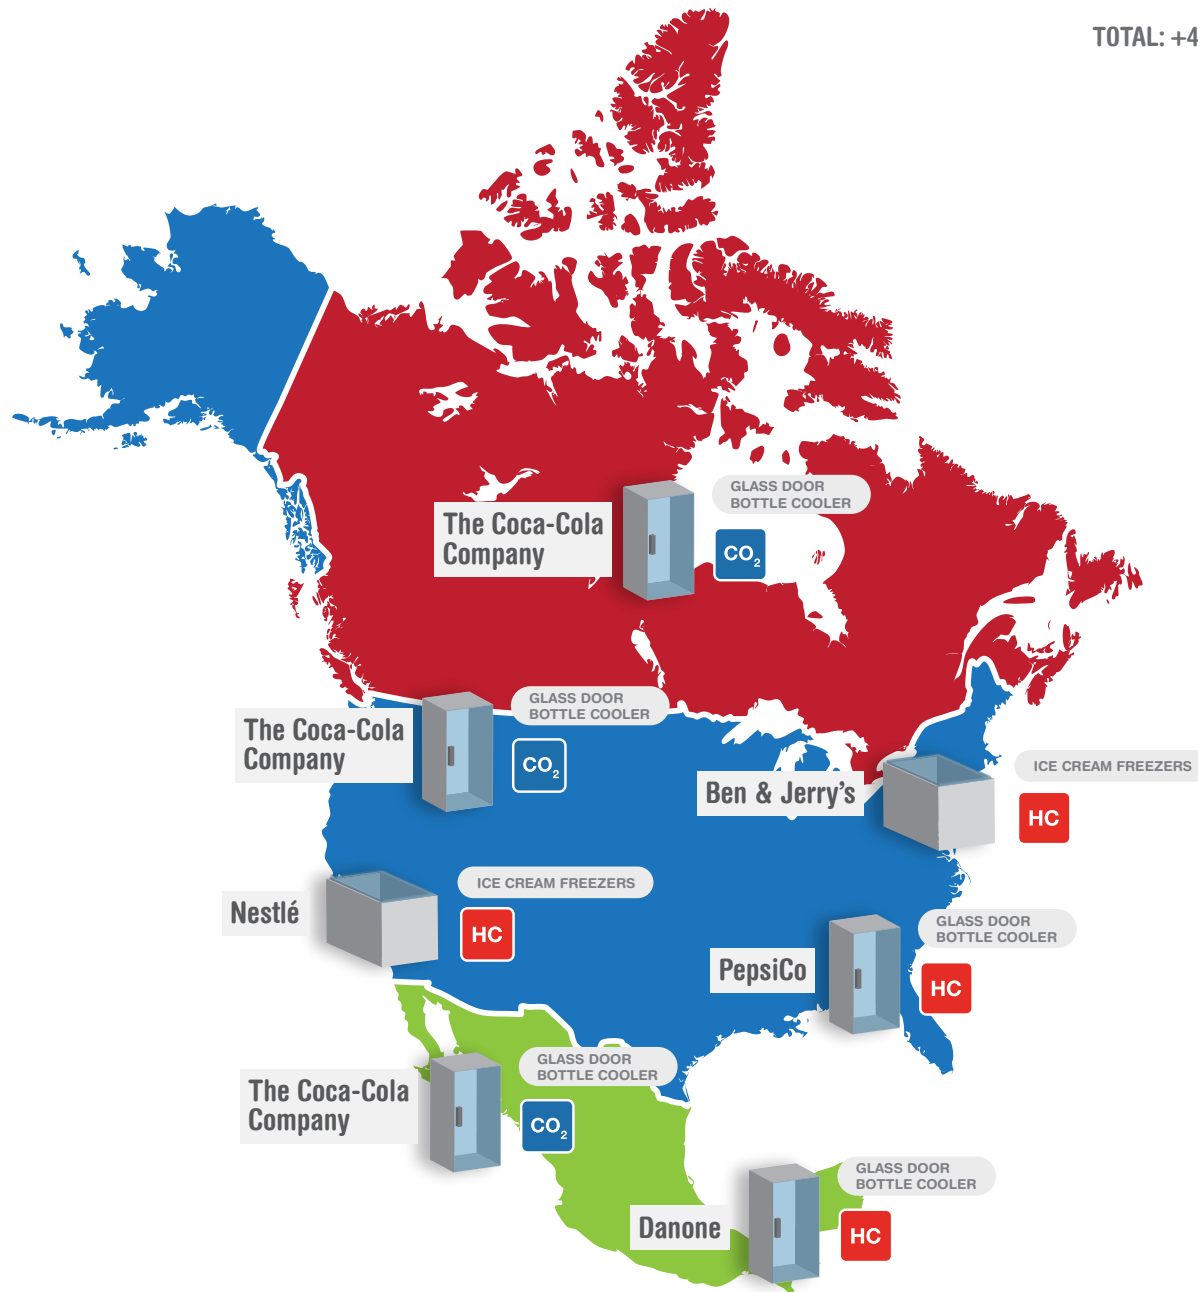 TOTAL: +4
GLASS DOOR
BOTTLE COOLER
The Coca-Cola
Company
CO₂
GLASS DOOR
BOTTLE COOLER
The Coca-Cola
Company
CO₂
ICE CREAM FREEZERS
Ben & Jerry's
HC
ICE CREAM FREEZERS
Nestlé
HC
GLASS DOOR
BOTTLE COOLER
PepsiCo
HC
GLASS DOOR
BOTTLE COOLER
The Coca-Cola
Company
CO₂
GLASS DOOR
BOTTLE COOLER
Danone
HC